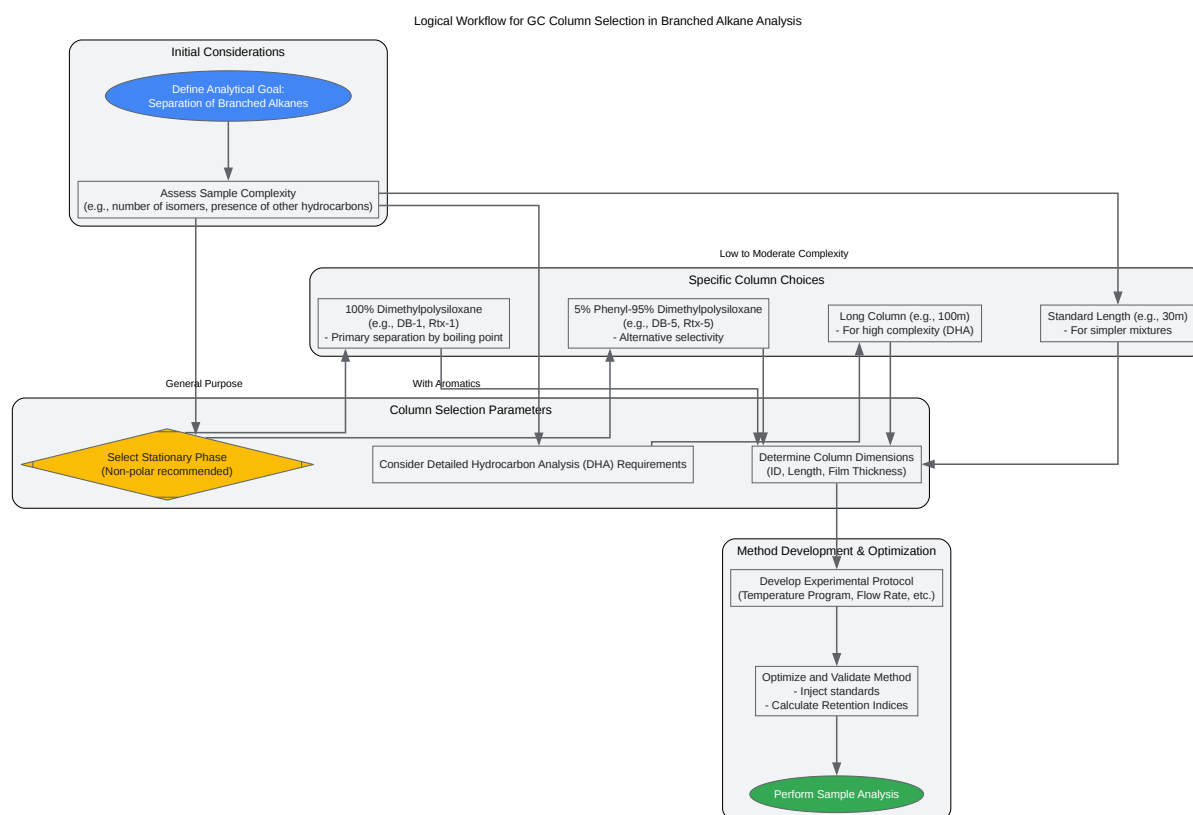 Logical Workflow for GC Column Selection in Branched Alkane Analysis
Initial Considerations
Define Analytical Goal:
Separation of Branched Alkanes
Assess Sample Complexity
(e.g., number of isomers, presence of other hydrocarbons)
Low to Moderate Complexity
Specific Column Choices
100% Dimethylpolysiloxane
(e.g., DB-1, Rtx-1)
- Primary separation by boiling point
5% Phenyl-95% Dimethylpolysiloxane
(e.g., DB-5, Rtx-5)
- Alternative selectivity
Long Column (e.g., 100m)
- For high complexity (DHA)
Standard Length (e.g., 30m)
- For simpler mixtures
General Purpose
With Aromatics
Column Selection Parameters
Select Stationary Phase
(Non-polar recommended)
Consider Detailed Hydrocarbon Analysis (DHA) Requirements
Determine Column Dimensions
(ID, Length, Film Thickness)
Method Development & Optimization
Develop Experimental Protocol
(Temperature Program, Flow Rate, etc.)
Optimize and Validate Method
- Inject standards
- Calculate Retention Indices
Perform Sample Analysis